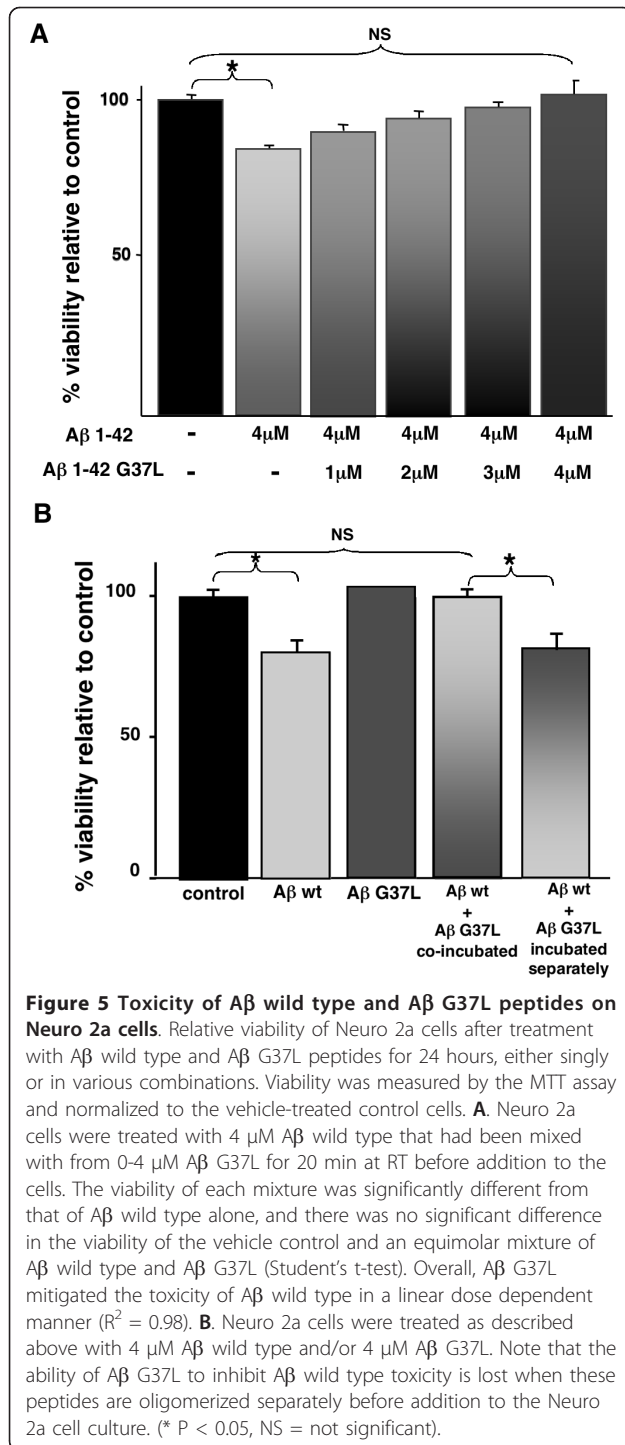 A
NS
*
100
50
% viability relative to control
Aβ 1-42 - 4μM 4μM 4μM 4μM 4μM
Aβ 1-42 G37L - - 1μM 2μM 3μM 4μM
B
NS
* *
100
50
0
% viability relative to control
control Aβ wt Aβ G37L Aβ wt + Aβ G37L co-incubated Aβ wt + Aβ G37L incubated separately
Figure 5 Toxicity of Aβ wild type and Aβ G37L peptides on
Neuro 2a cells. Relative viability of Neuro 2a cells after treatment
with Aβ wild type and Aβ G37L peptides for 24 hours, either singly
or in various combinations. Viability was measured by the MTT assay
and normalized to the vehicle-treated control cells. A. Neuro 2a
cells were treated with 4 μM Aβ wild type that had been mixed
with from 0-4 μM Aβ G37L for 20 min at RT before addition to the
cells. The viability of each mixture was significantly different from
that of Aβ wild type alone, and there was no significant difference
in the viability of the vehicle control and an equimolar mixture of
Aβ wild type and Aβ G37L (Student's t-test). Overall, Aβ G37L
mitigated the toxicity of Aβ wild type in a linear dose dependent
manner (R² = 0.98). B. Neuro 2a cells were treated as described
above with 4 μM Aβ wild type and/or 4 μM Aβ G37L. Note that the
ability of Aβ G37L to inhibit Aβ wild type toxicity is lost when these
peptides are oligomerized separately before addition to the Neuro
2a cell culture. (* P < 0.05, NS = not significant).